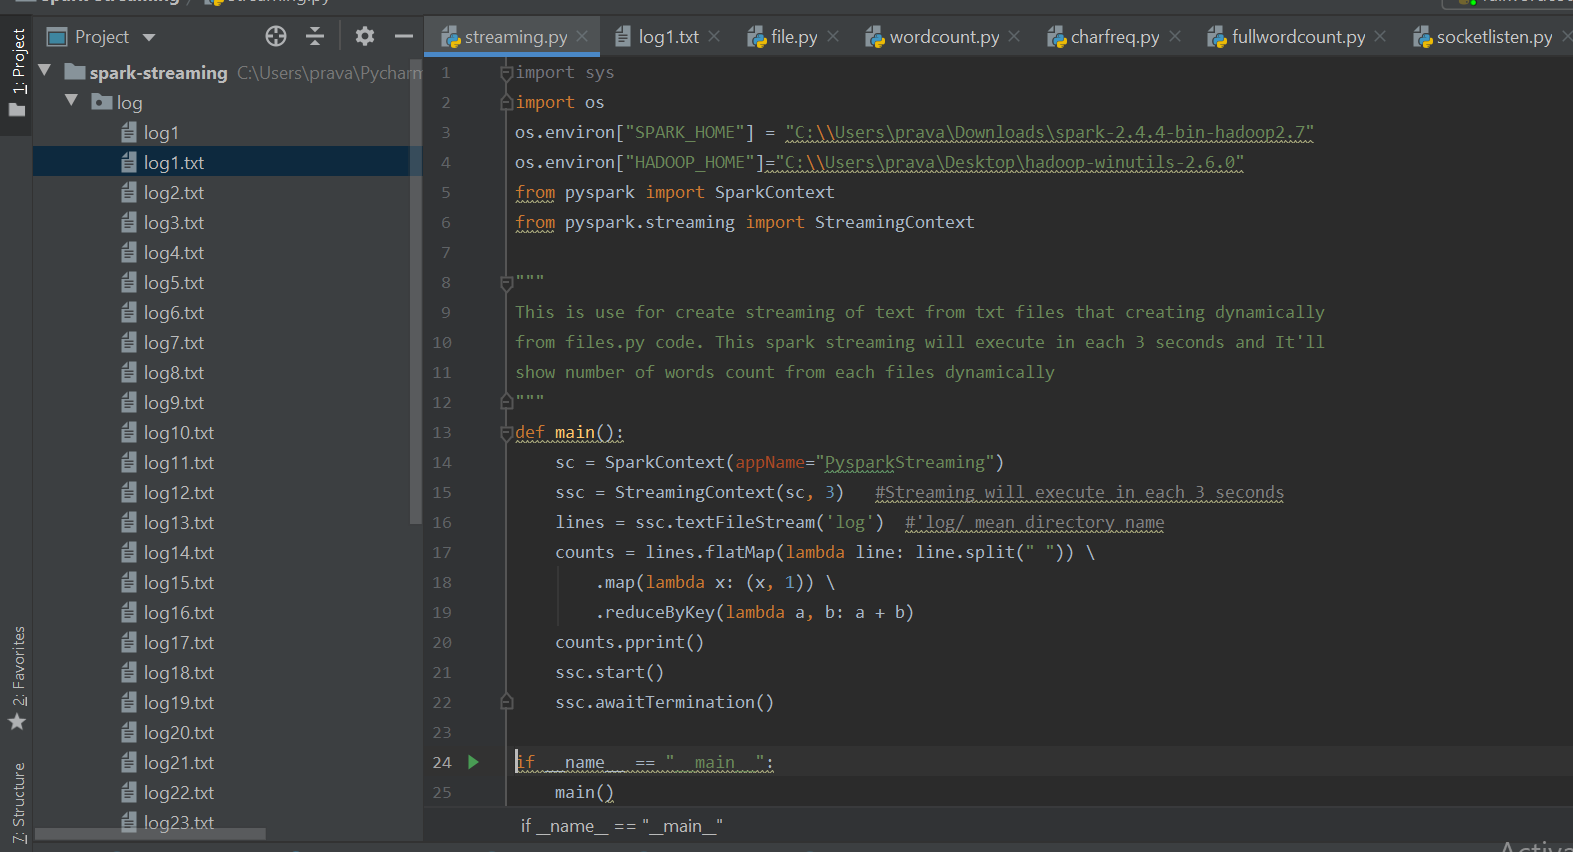 spark-streaming / streaming.py
Project
streaming.py
log1.txt
file.py
wordcount.py
charfreq.py
fullwordcount.py
socketlisten.py
1: Project
2: Favorites
7: Structure
spark-streaming C:\Users\prava\Pycharm
log
log1
log1.txt
log2.txt
log3.txt
log4.txt
log5.txt
log6.txt
log7.txt
log8.txt
log9.txt
log10.txt
log11.txt
log12.txt
log13.txt
log14.txt
log15.txt
log16.txt
log17.txt
log18.txt
log19.txt
log20.txt
log21.txt
log22.txt
log23.txt
1 import sys
2 import os
3 os.environ["SPARK_HOME"] = "C:\\Users\prava\Downloads\spark-2.4.4-bin-hadoop2.7"
4 os.environ["HADOOP_HOME"]="C:\\Users\prava\Desktop\hadoop-winutils-2.6.0"
5 from pyspark import SparkContext
6 from pyspark.streaming import StreamingContext
7
8 """
9 This is use for create streaming of text from txt files that creating dynamically
10 from files.py code. This spark streaming will execute in each 3 seconds and It'll
11 show number of words count from each files dynamically
12 """
13 def main():
14 sc = SparkContext(appName="PysparkStreaming")
15 ssc = StreamingContext(sc, 3) #Streaming will execute in each 3 seconds
16 lines = ssc.textFileStream('log') #'log/ mean directory name
17 counts = lines.flatMap(lambda line: line.split(" ")) \
18 .map(lambda x: (x, 1)) \
19 .reduceByKey(lambda a, b: a + b)
20 counts.pprint()
21 ssc.start()
22 ssc.awaitTermination()
23
24 if __name__ == "__main__":
25 main()
if __name__ == "__main__"